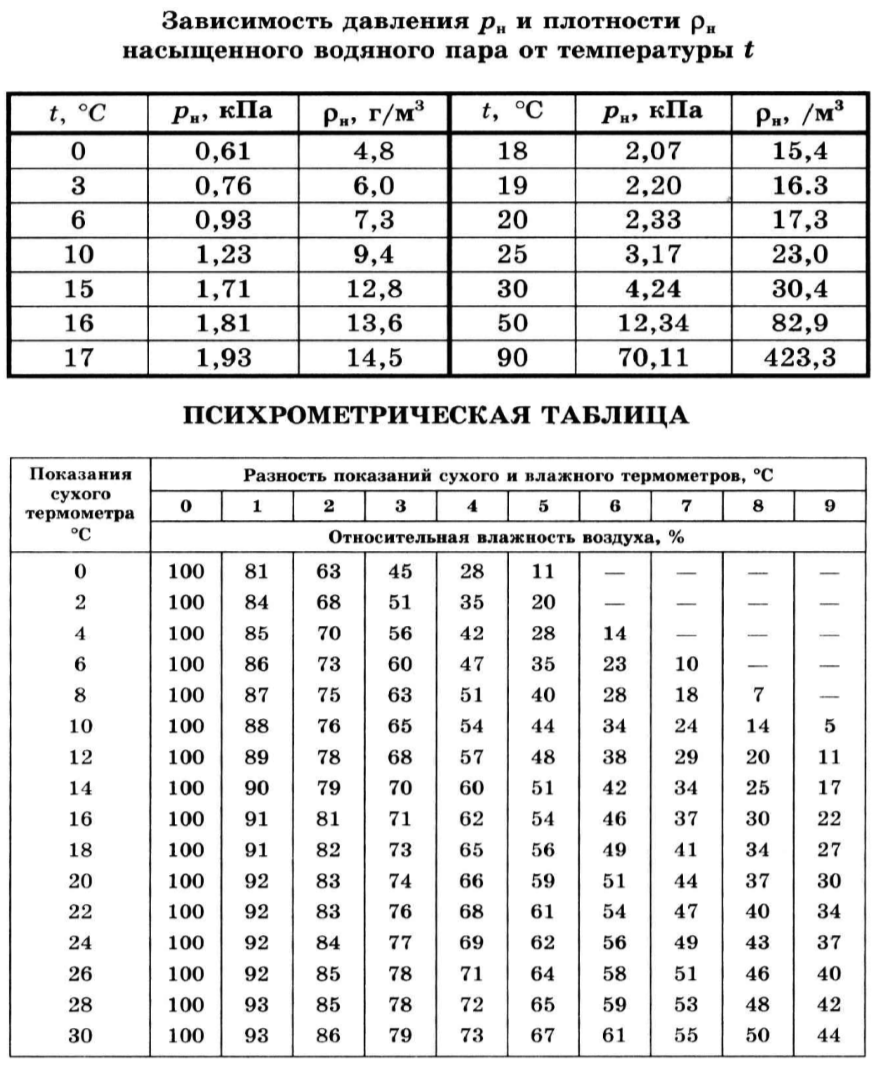 Зависимость давления pн и плотности ρн
насыщенного водяного пара от температуры t
t, °C pн, кПа ρн, г/м³ t, °C pн, кПа ρн, /м³
0 0,61 4,8 18 2,07 15,4
3 0,76 6,0 19 2,20 16.3
6 0,93 7,3 20 2,33 17,3
10 1,23 9,4 25 3,17 23,0
15 1,71 12,8 30 4,24 30,4
16 1,81 13,6 50 12,34 82,9
17 1,93 14,5 90 70,11 423,3
ПСИХРОМЕТРИЧЕСКАЯ ТАБЛИЦА
Показания
сухого
термометра
°C
Разность показаний сухого и влажного термометров, °C
0 1 2 3 4 5 6 7 8 9
Относительная влажность воздуха, %
0 100 81 63 45 28 11 — — — —
2 100 84 68 51 35 20 — — — —
4 100 85 70 56 42 28 14 — — —
6 100 86 73 60 47 35 23 10 — —
8 100 87 75 63 51 40 28 18 7 —
10 100 88 76 65 54 44 34 24 14 5
12 100 89 78 68 57 48 38 29 20 11
14 100 90 79 70 60 51 42 34 25 17
16 100 91 81 71 62 54 46 37 30 22
18 100 91 82 73 65 56 49 41 34 27
20 100 92 83 74 66 59 51 44 37 30
22 100 92 83 76 68 61 54 47 40 34
24 100 92 84 77 69 62 56 49 43 37
26 100 92 85 78 71 64 58 51 46 40
28 100 93 85 78 72 65 59 53 48 42
30 100 93 86 79 73 67 61 55 50 44